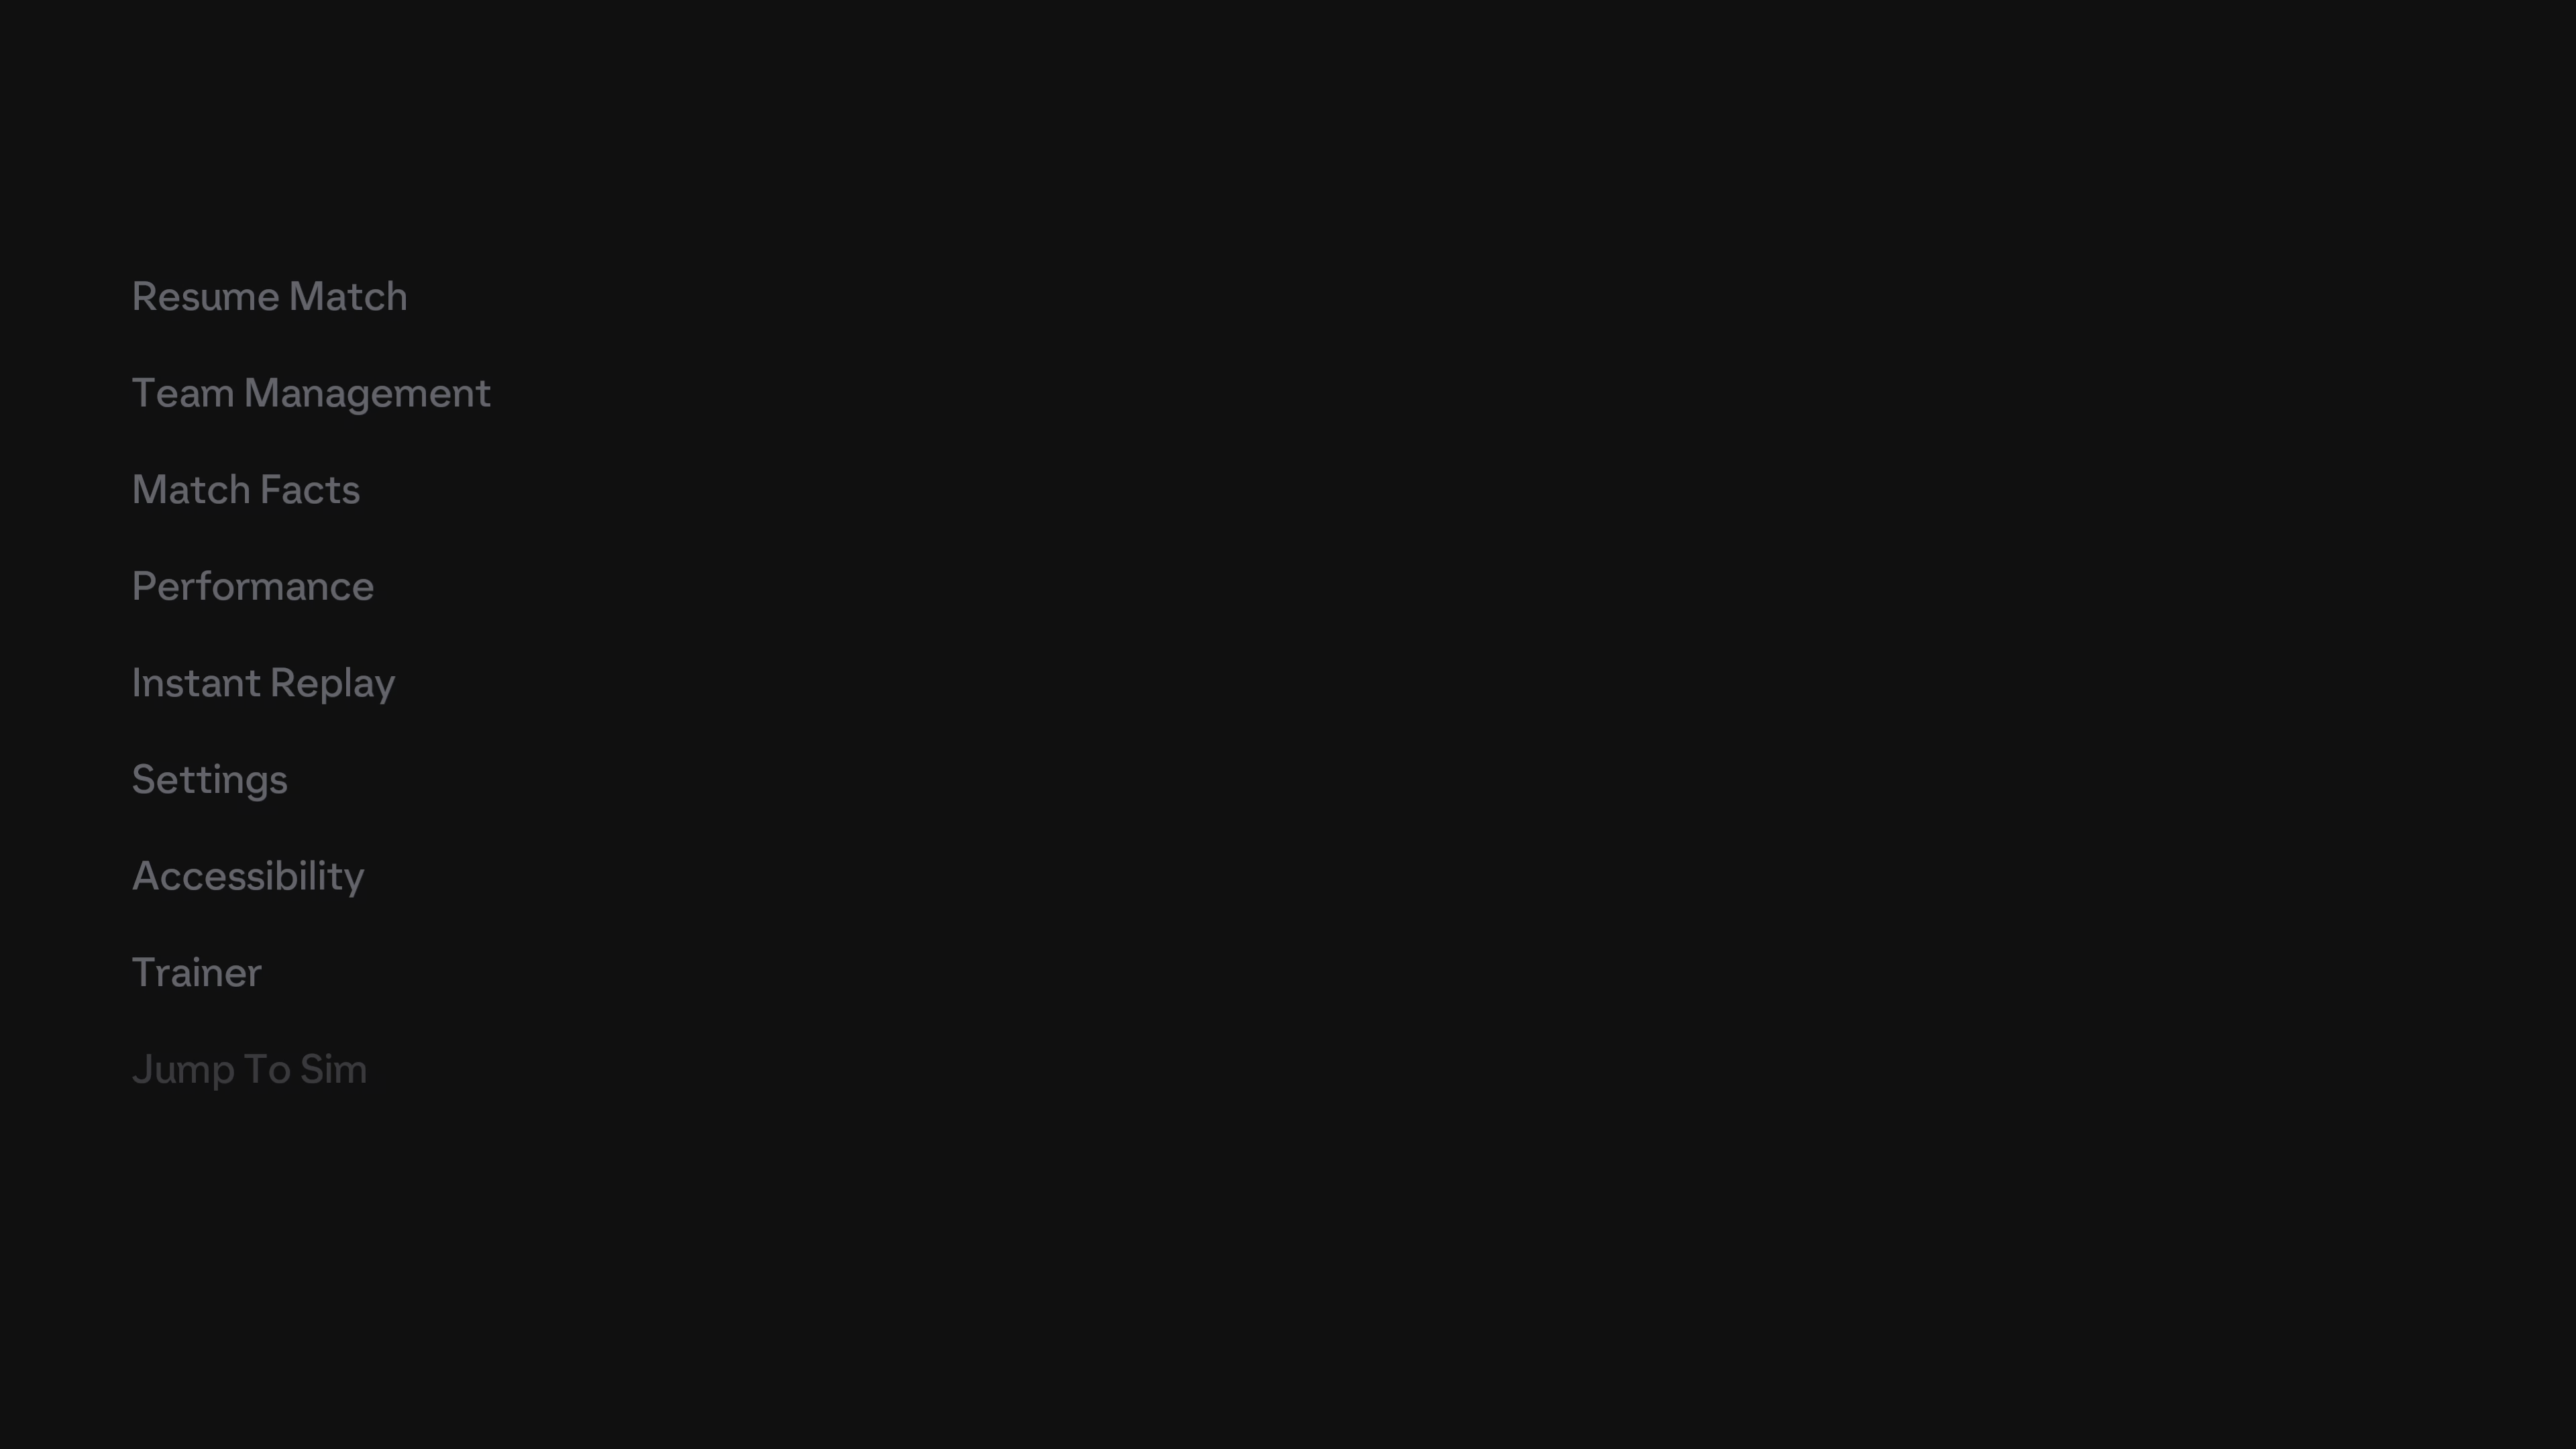 Resume Match
Team Management
Match Facts
Performance
Instant Replay
Settings
Accessibility
Trainer
Jump To Sim